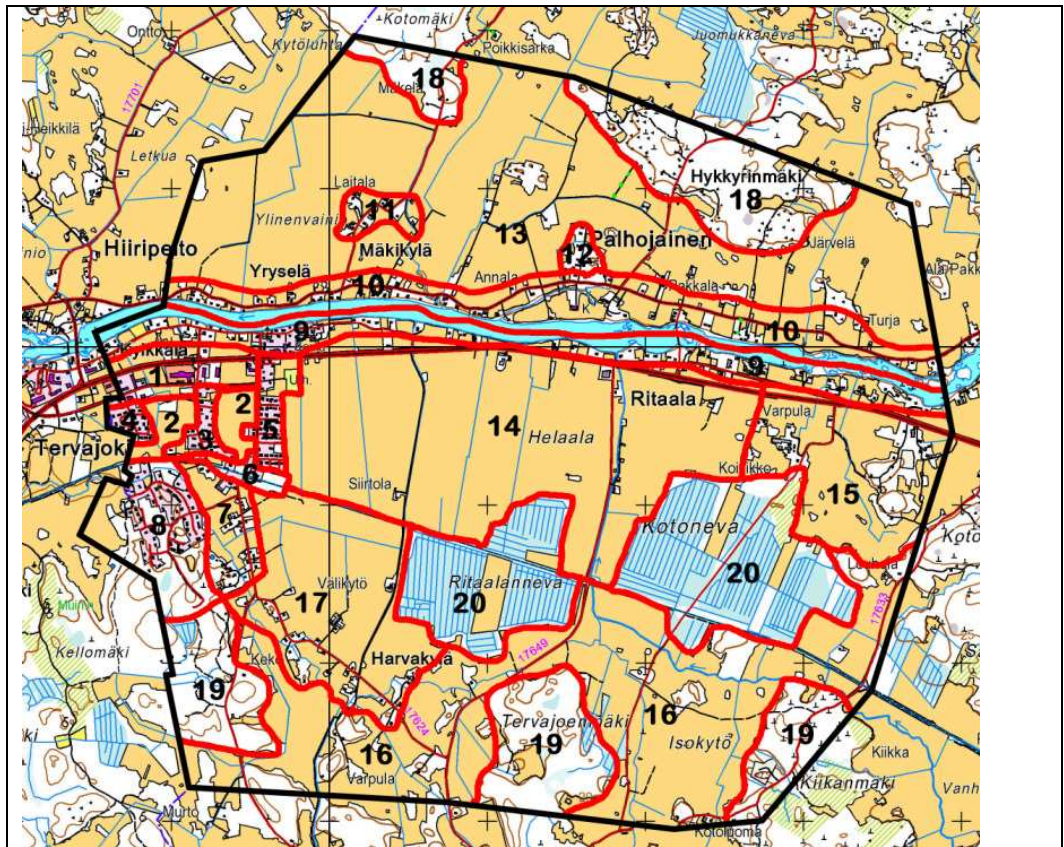 Kotomäki
Ontto
Kytöluhta
Poikkisarka
Juomukkaneva
18
Mäkelä
17701
i-Heikkilä
Letkua
Laitala
Hykkyrinmäki
18
11
Ylinenvainio
13
Palhojainen
Hiiripelto
Mäkikylä
12
Järvelä
Yryselä
10
Annala
Pakkala
Turja
10
9
9
1
2
2
Ritaala
Varpula
4
3
5
14
Helaala
Tervajok
6
Siirtola
Koivikko
15
8
7
Kotoneva
Välikytö
Ritaalanneva
20
20
17
17633
Kellomäki
Harvakylä
17649
19
Tervajoenmäki
16
19
17624
19
16
Isokytö
Kiikka
Varpula
Kiikanmäki
Vanh
Murto
Kotoluoma